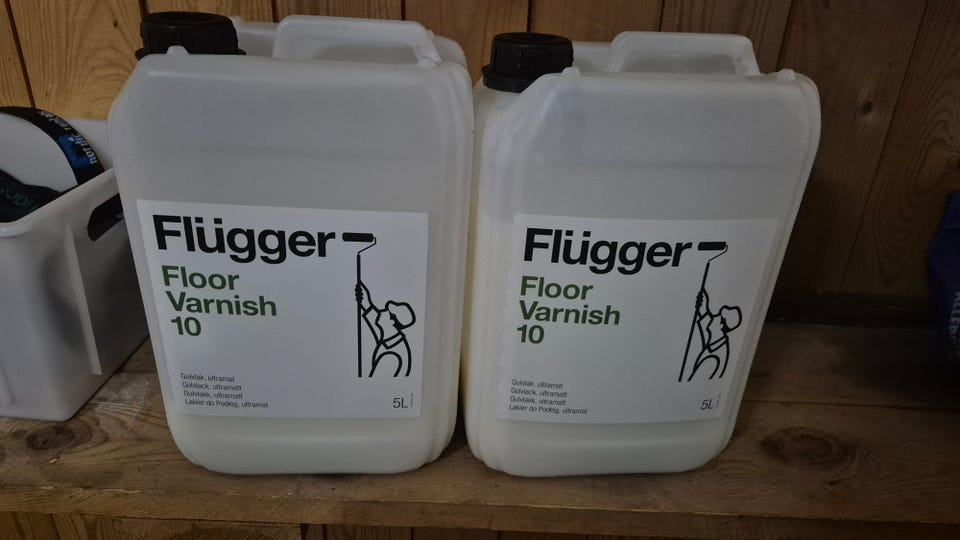 Flügger
Floor
Varnish
10
Gulvlak, ultramat
Golvlack, ultramatt
Gulvlakk, ultramatt
Lakier do Podłóg, ultramat
5L
Flügger
Floor
Varnish
10
Gulvlak, ultramat
Golvlack, ultramatt
Gulvlakk, ultramatt
Lakier do Podłóg, ultramat
5L